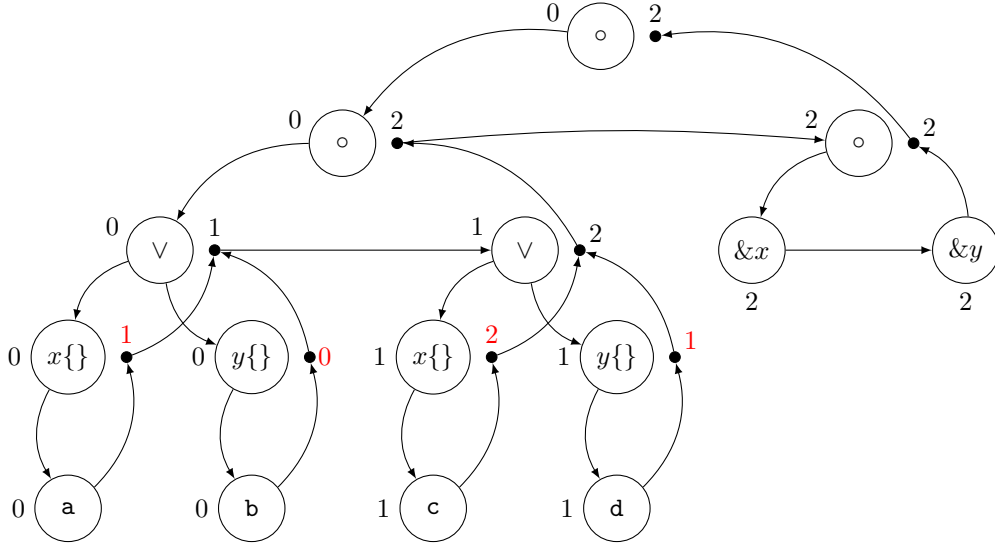 0 ∘ 2
0 ∘ 2 2 ∘ 2
0 ∨ 1 1 ∨ 2 &x &y
2 2
0 x{} 1 0 y{} 0 1 x{} 2 1 y{} 1
0 a 0 b 1 c 1 d